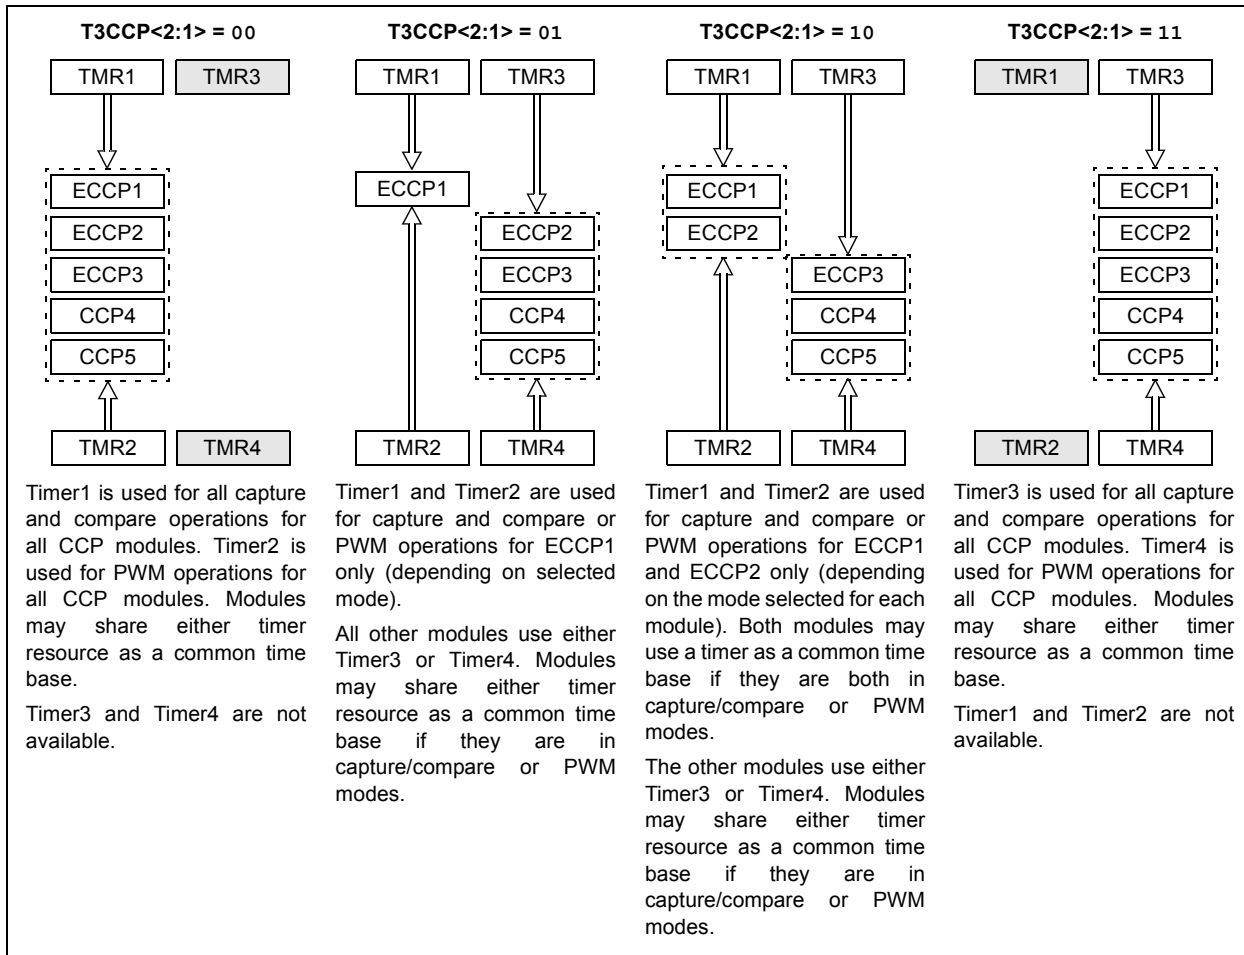 T3CCP<2:1> = 00
TMR1
TMR3
ECCP1
ECCP2
ECCP3
CCP4
CCP5
TMR2
TMR4
Timer1 is used for all capture
and compare operations for
all CCP modules. Timer2 is
used for PWM operations for
all CCP modules. Modules
may share either timer
resource as a common time
base.
Timer3 and Timer4 are not
available.
T3CCP<2:1> = 01
TMR1
TMR3
ECCP1
ECCP2
ECCP3
CCP4
CCP5
TMR2
TMR4
Timer1 and Timer2 are used
for capture and compare or
PWM operations for ECCP1
only (depending on selected
mode).
All other modules use either
Timer3 or Timer4. Modules
may share either timer
resource as a common time
base if they are in
capture/compare or PWM
modes.
T3CCP<2:1> = 10
TMR1
TMR3
ECCP1
ECCP2
ECCP3
CCP4
CCP5
TMR2
TMR4
Timer1 and Timer2 are used
for capture and compare or
PWM operations for ECCP1
and ECCP2 only (depending
on the mode selected for each
module). Both modules may
use a timer as a common time
base if they are both in
capture/compare or PWM
modes.
The other modules use either
Timer3 or Timer4. Modules
may share either timer
resource as a common time
base if they are in
capture/compare or PWM
modes.
T3CCP<2:1> = 11
TMR1
TMR3
ECCP1
ECCP2
ECCP3
CCP4
CCP5
TMR2
TMR4
Timer3 is used for all capture
and compare operations for
all CCP modules. Timer4 is
used for PWM operations for
all CCP modules. Modules
may share either timer
resource as a common time
base.
Timer1 and Timer2 are not
available.